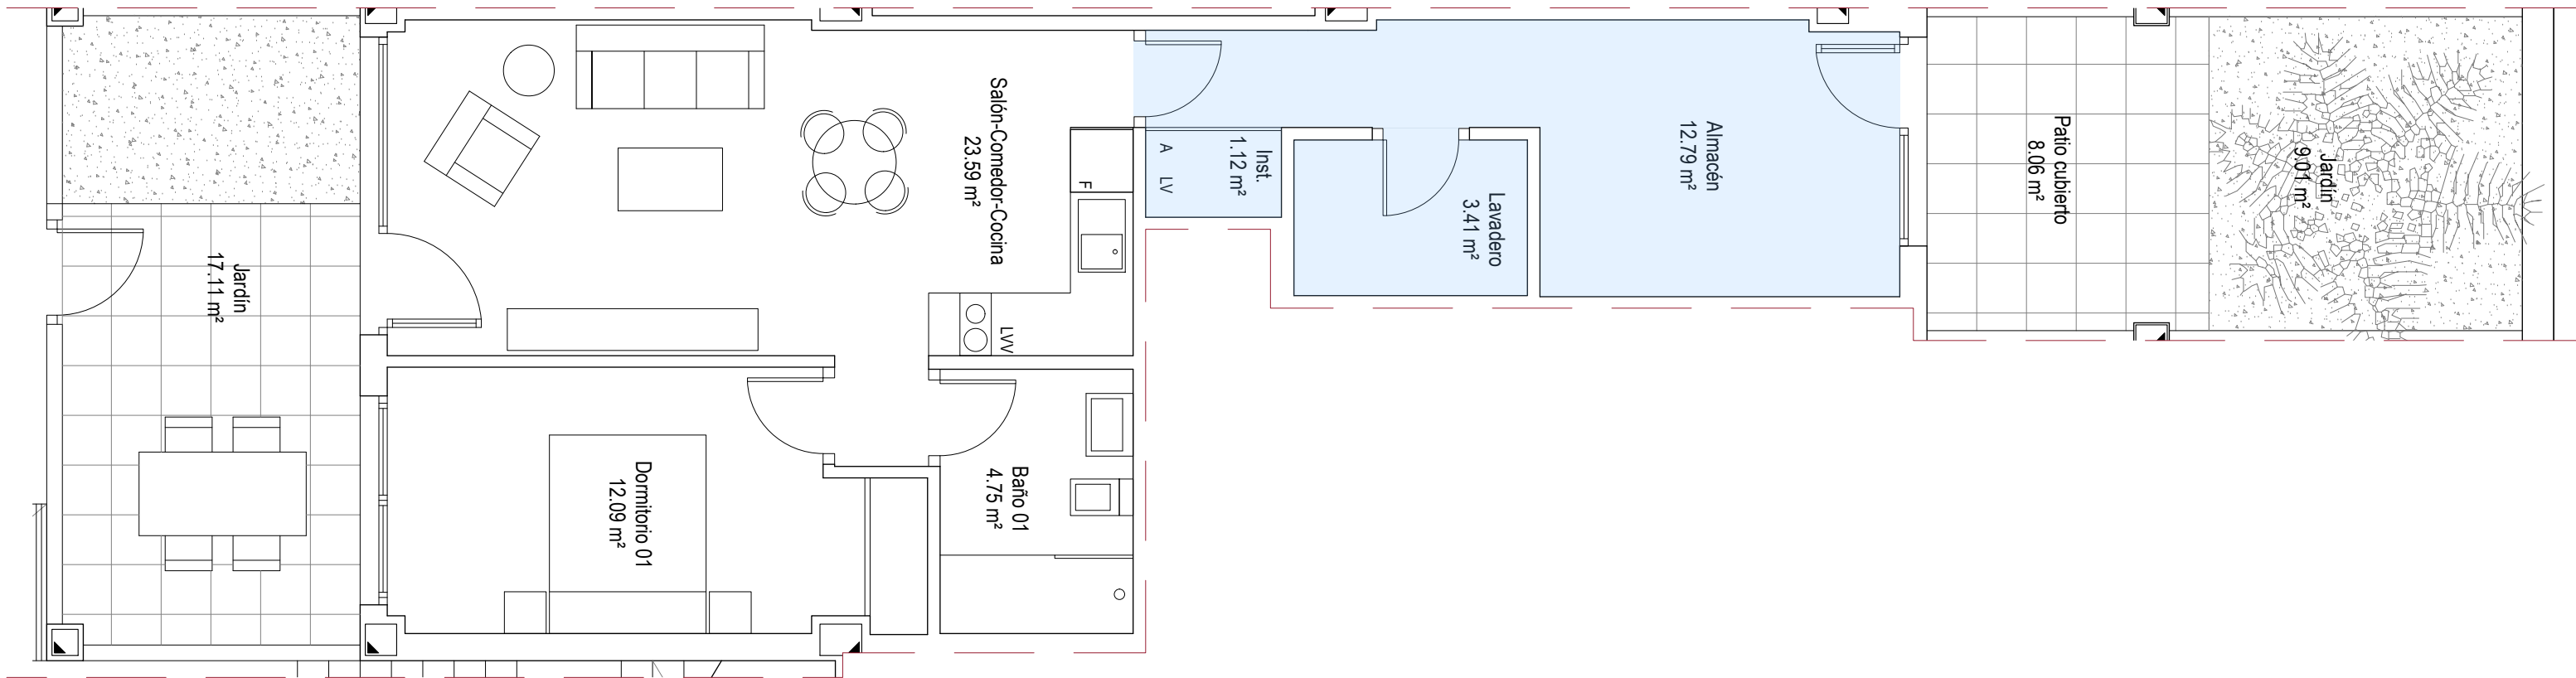 Jardín
17.11 m²
Salón-Comedor-Cocina
23.59 m²
F
LVV
Dormitorio 01
12.09 m²
Baño 01
4.75 m²
Inst.
1.12 m²
A LV
Lavadero
3.41 m²
Almacén
12.79 m²
Patio cubierto
8.06 m²
Jardín
9.01 m²